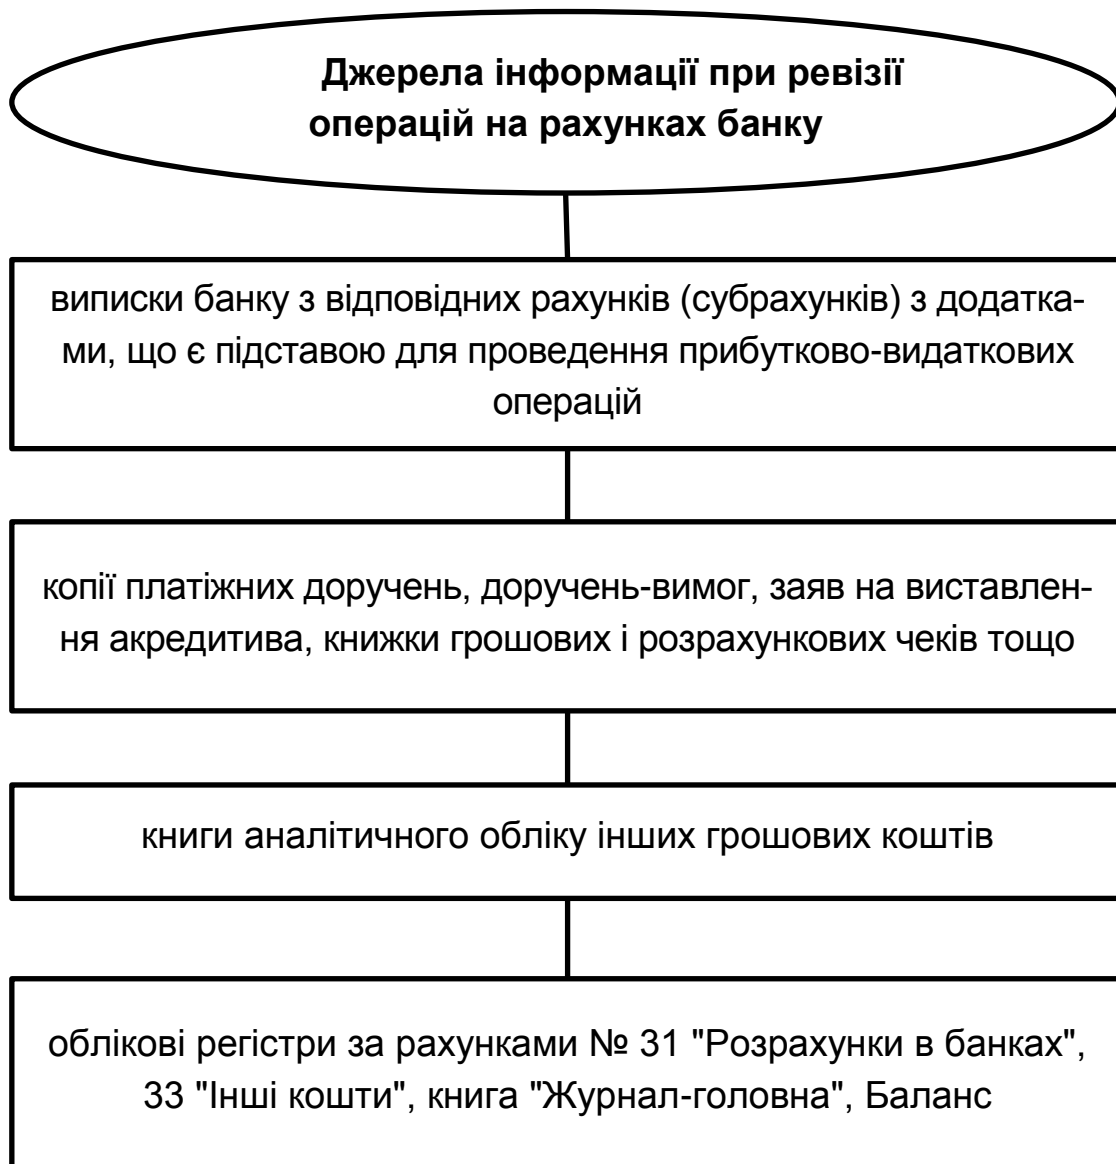 Джерела інформації при ревізії
операцій на рахунках банку
виписки банку з відповідних рахунків (субрахунків) з додатка-
ми, що є підставою для проведення прибутково-видаткових
операцій
копії платіжних доручень, доручень-вимог, заяв на виставлен-
ня акредитива, книжки грошових і розрахункових чеків тощо
книги аналітичного обліку інших грошових коштів
облікові регістри за рахунками № 31 "Розрахунки в банках",
33 "Інші кошти", книга "Журнал-головна", Баланс